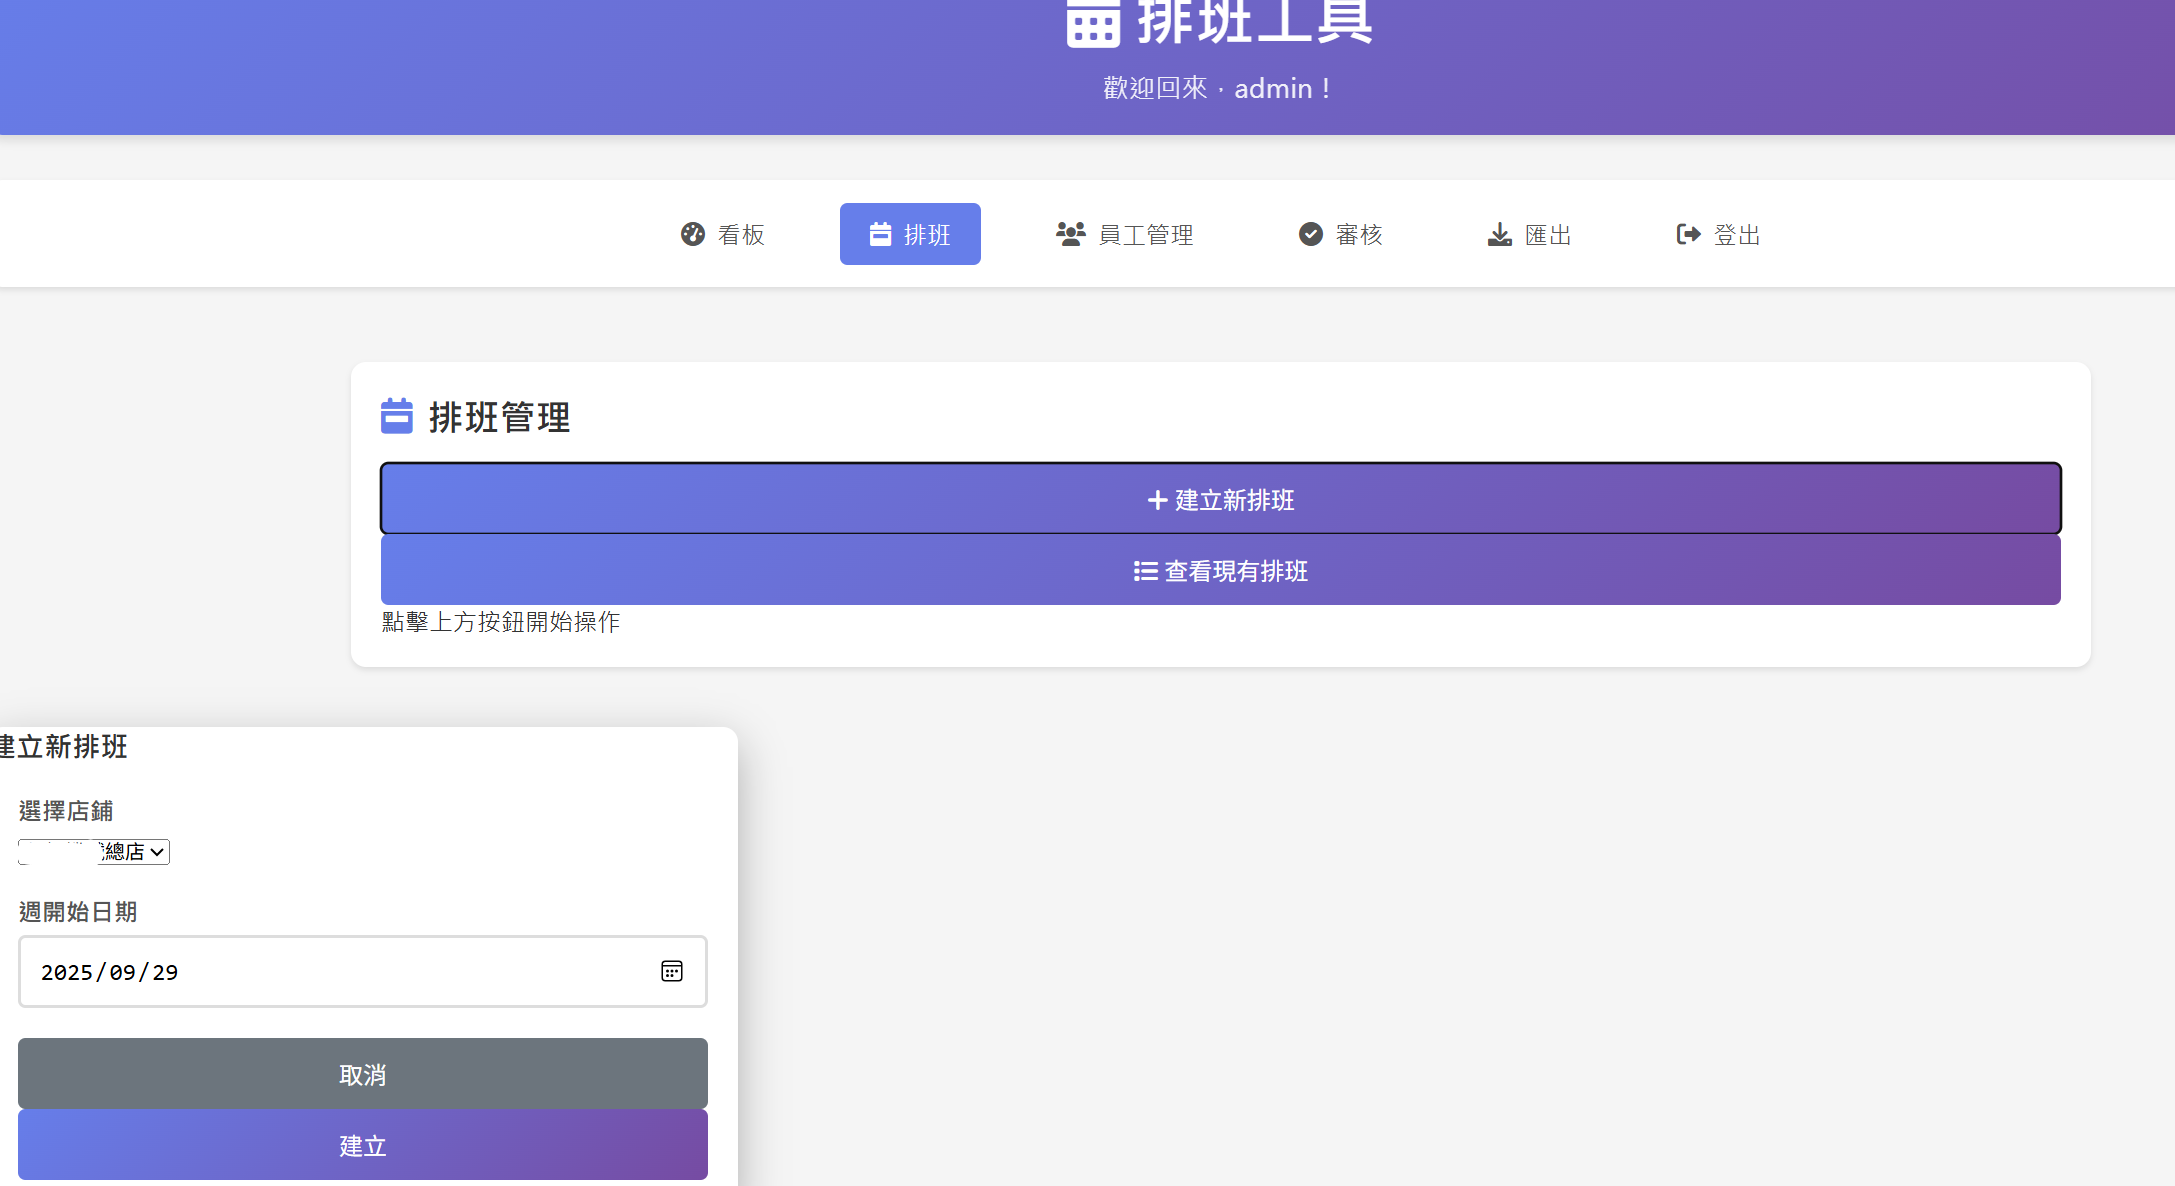 排班工具
歡迎回來，admin！
看板
排班
員工管理
審核
匯出
登出
排班管理
建立新排班
查看現有排班
點擊上方按鈕開始操作
建立新排班
選擇店鋪
總店
週開始日期
2025/09/29
取消
建立